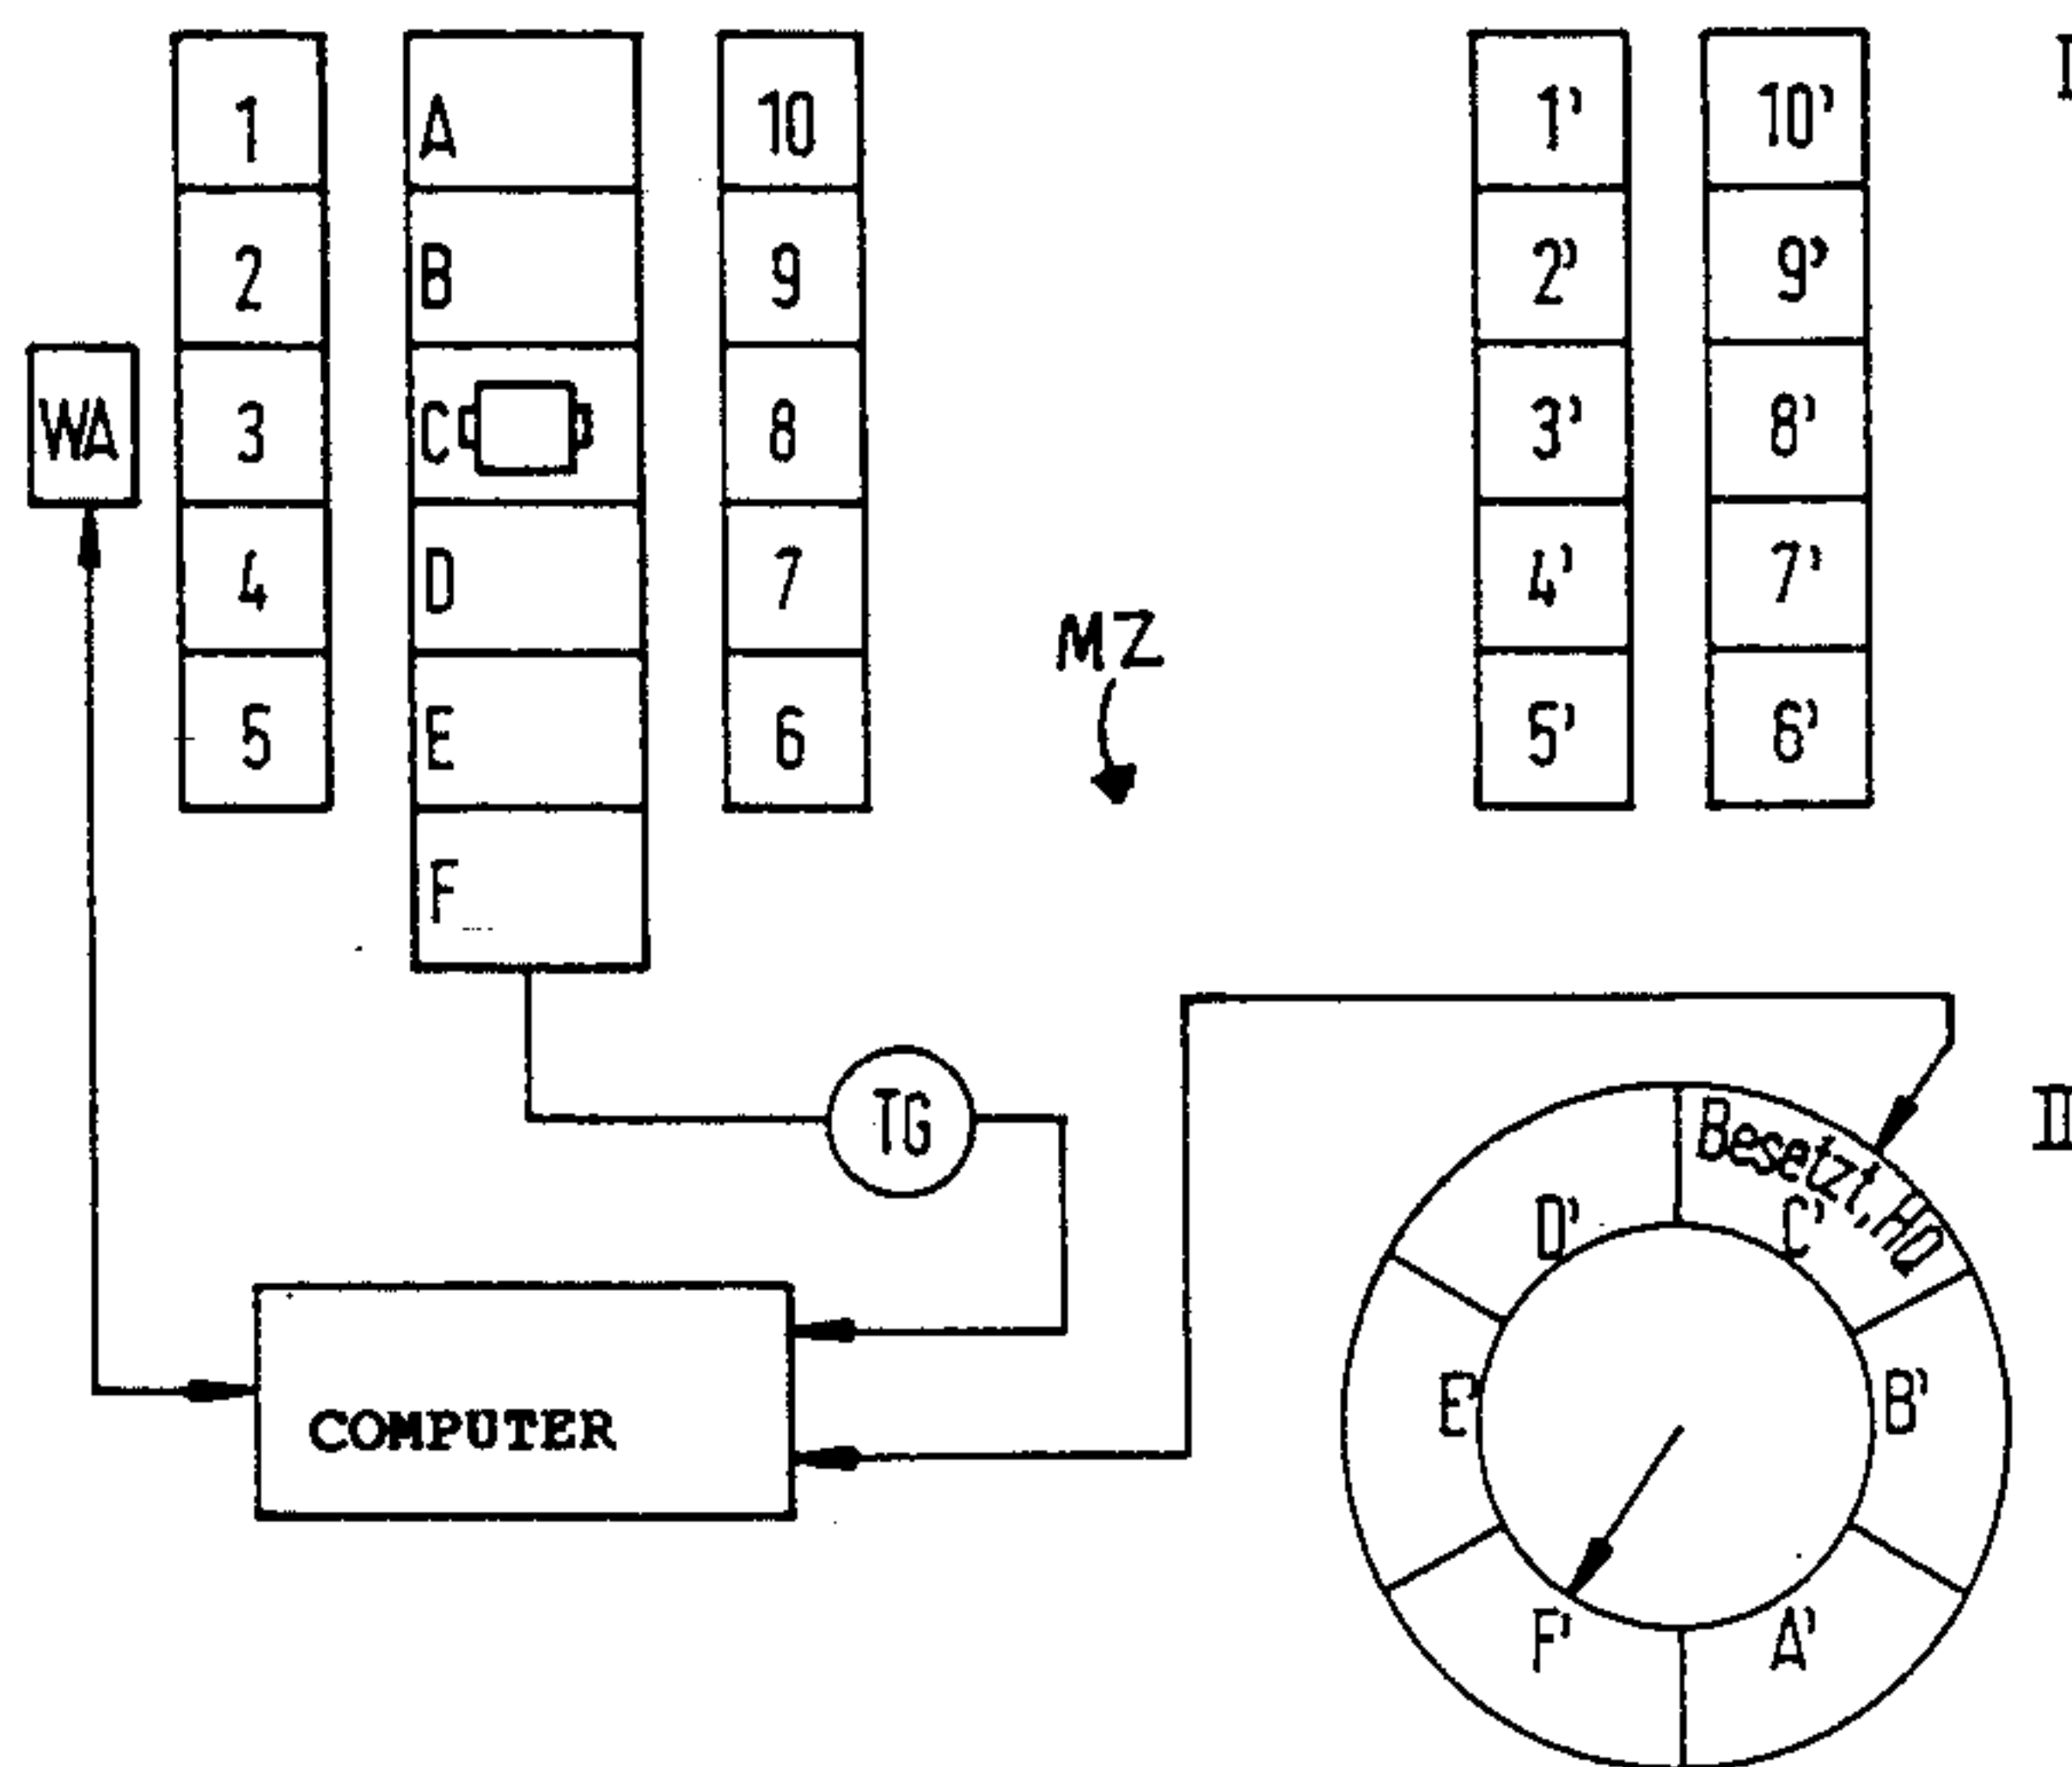 1 A 10 1' 10'
2 B 9 2' 9'
WA 3 C 8 3' 8'
4 D 7 4' 7'
MZ
5 E 6 5' 6'
F
TG
Besetzt, HQ
D' C'
E' B'
COMPUTER
F' A'